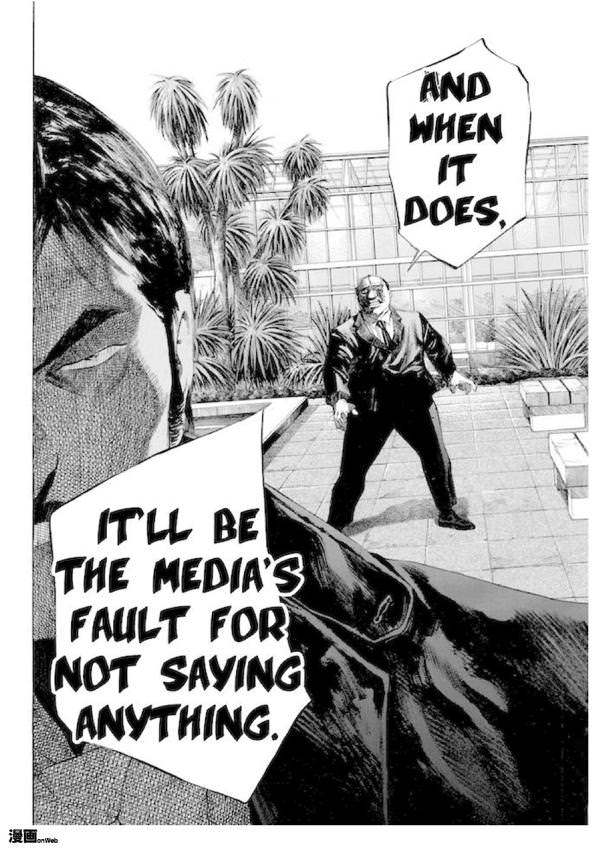 AND
WHEN
IT
DOES,
IT'LL BE
THE MEDIA'S
FAULT FOR
NOT SAYING
ANYTHING.
漫画onWeb